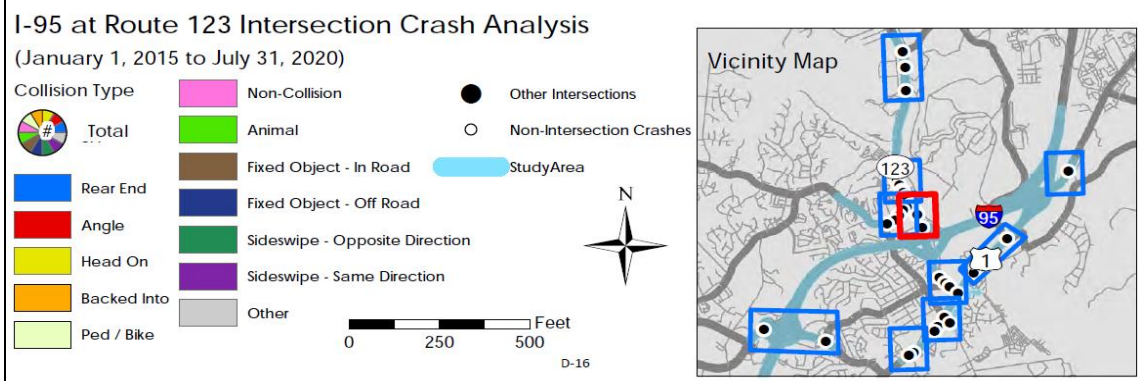 I-95 at Route 123 Intersection Crash Analysis
(January 1, 2015 to July 31, 2020)
Collision Type
#
Total
Rear End
Angle
Head On
Backed Into
Ped / Bike
Non-Collision
Animal
Fixed Object - In Road
Fixed Object - Off Road
Sideswipe - Opposite Direction
Sideswipe - Same Direction
Other
Other Intersections
Non-Intersection Crashes
StudyArea
N
Feet
0 250 500
D-16
Vicinity Map
123
95
1